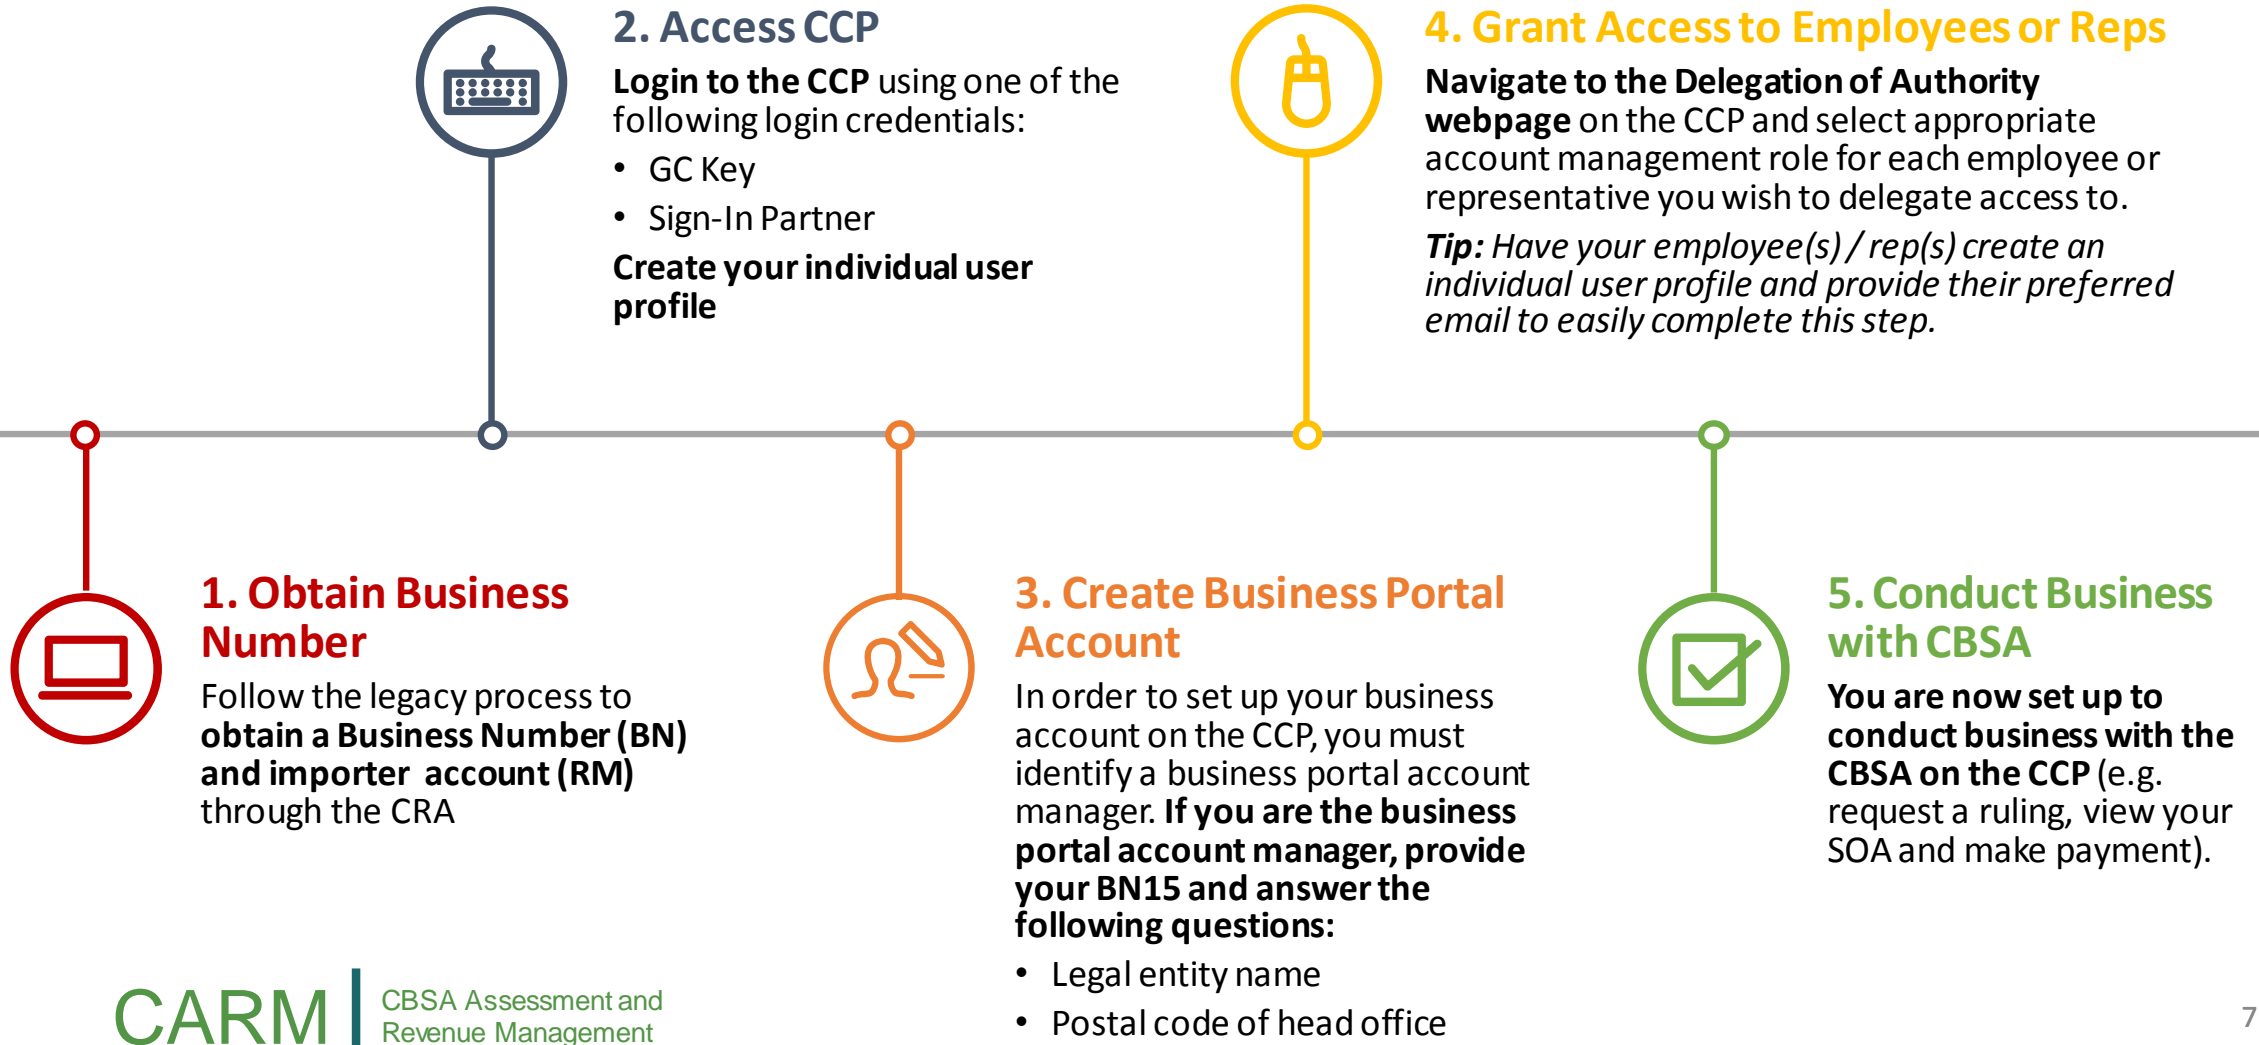 2. Access CCP
Login to the CCP using one of the
following login credentials:
• GC Key
• Sign-In Partner
Create your individual user
profile
4. Grant Access to Employees or Reps
Navigate to the Delegation of Authority
webpage on the CCP and select appropriate
account management role for each employee or
representative you wish to delegate access to.
Tip: Have your employee(s) / rep(s) create an
individual user profile and provide their preferred
email to easily complete this step.
1. Obtain Business
Number
Follow the legacy process to
obtain a Business Number (BN)
and importer account (RM)
through the CRA
3. Create Business Portal
Account
In order to set up your business
account on the CCP, you must
identify a business portal account
manager. If you are the business
portal account manager, provide
your BN15 and answer the
following questions:
• Legal entity name
• Postal code of head office
5. Conduct Business
with CBSA
You are now set up to
conduct business with the
CBSA on the CCP (e.g.
request a ruling, view your
SOA and make payment).
CARM
CBSA Assessment and
Revenue Management
7